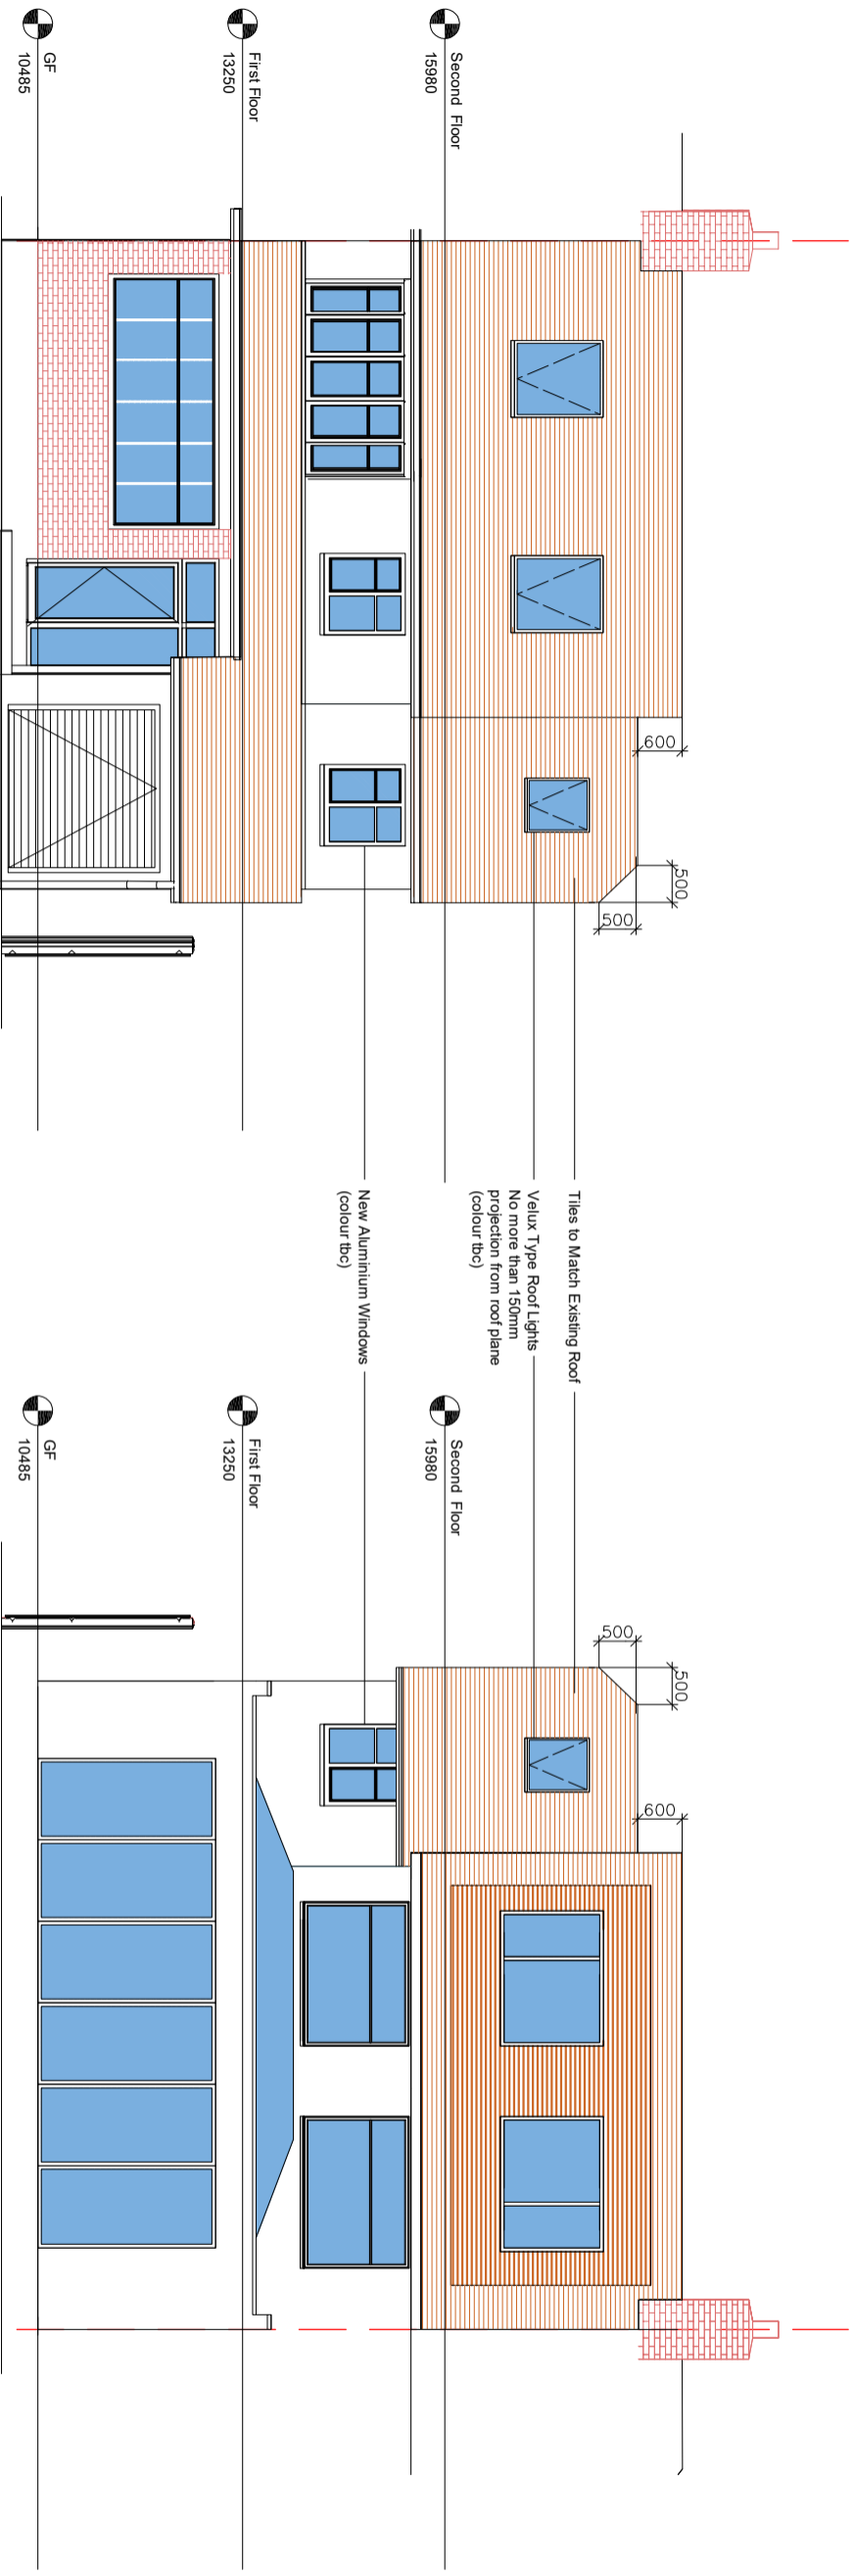 600
500
500
Second Floor
15980
First Floor
13250
GF
10485
Tiles to Match Existing Roof
Velux Type Roof Lights
No more than 150mm
projection from roof plane
(colour tbc)
New Aluminium Windows
(colour tbc)
500
500
600
Second Floor
15980
First Floor
13250
GF
10485